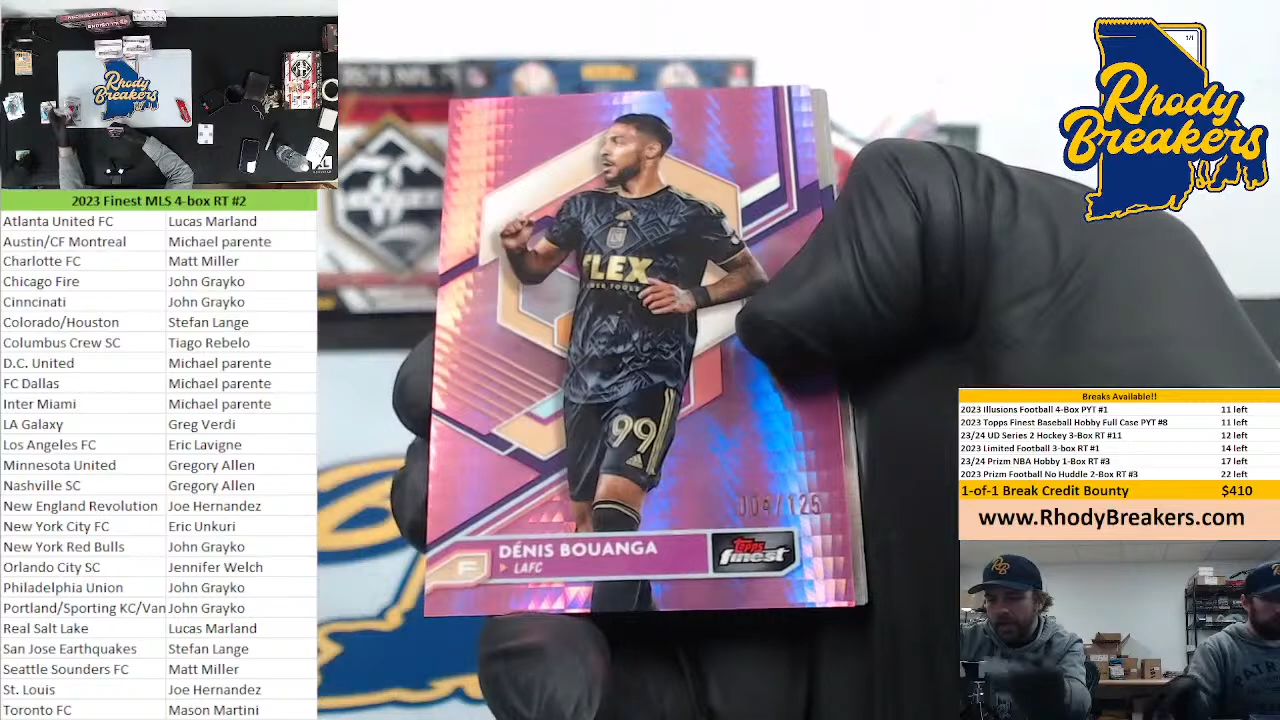 2023 Finest MLS 4-box RT #2
Atlanta United FC Lucas Marland
Austin/CF Montreal Michael parente
Charlotte FC Matt Miller
Chicago Fire John Grayko
Cinncinati John Grayko
Colorado/Houston Stefan Lange
Columbus Crew SC Tiago Rebelo
D.C. United Michael parente
FC Dallas Michael parente
Inter Miami Michael parente
LA Galaxy Greg Verdi
Los Angeles FC Eric Lavigne
Minnesota United Gregory Allen
Nashville SC Gregory Allen
New England Revolution Joe Hernandez
New York City FC Eric Unkuri
New York Red Bulls John Grayko
Orlando City SC Jennifer Welch
Philadelphia Union John Grayko
Portland/Sporting KC/Van John Grayko
Real Salt Lake Lucas Marland
San Jose Earthquakes Stefan Lange
Seattle Sounders FC Matt Miller
St. Louis Joe Hernandez
Toronto FC Mason Martini
Rhody
Breakers
FLEX
POWER TOOLS
99
004/125
DÉNIS BOUANGA
LAFC
F
Topps
finest
1/1
Rhody
Breakers
Breaks Available!!
2023 Illusions Football 4-Box PYT #1 11 left
2023 Topps Finest Baseball Hobby Full Case PYT #8 11 left
23/24 UD Series 2 Hockey 3-Box RT #11 12 left
2023 Limited Football 3-box RT #1 14 left
23/24 Prizm NBA Hobby 1-Box RT #3 17 left
2023 Prizm Football No Huddle 2-Box RT #3 22 left
1-of-1 Break Credit Bounty $410
www.RhodyBreakers.com
RB